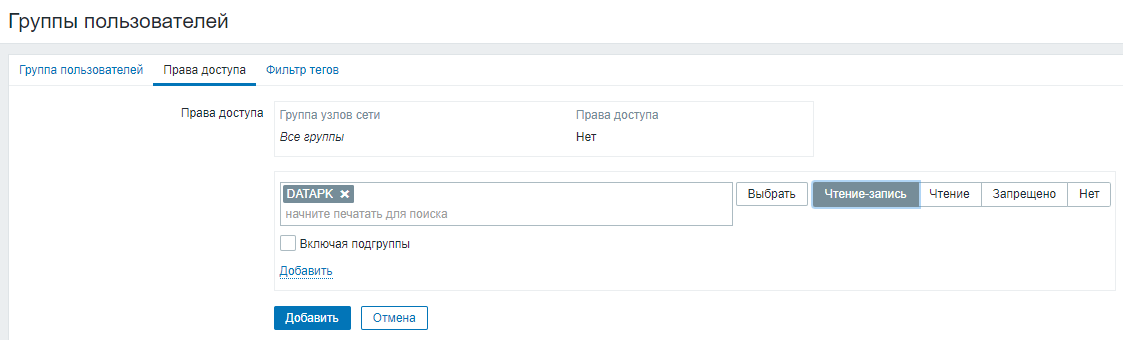 Группы пользователей
Группа пользователей Права доступа Фильтр тегов
Права доступа Группа узлов сети Права доступа
Все группы Нет
DATAPK Выбрать Чтение-запись Чтение Запрещено Нет
начните печатать для поиска
Включая подгруппы
Добавить
Добавить Отмена